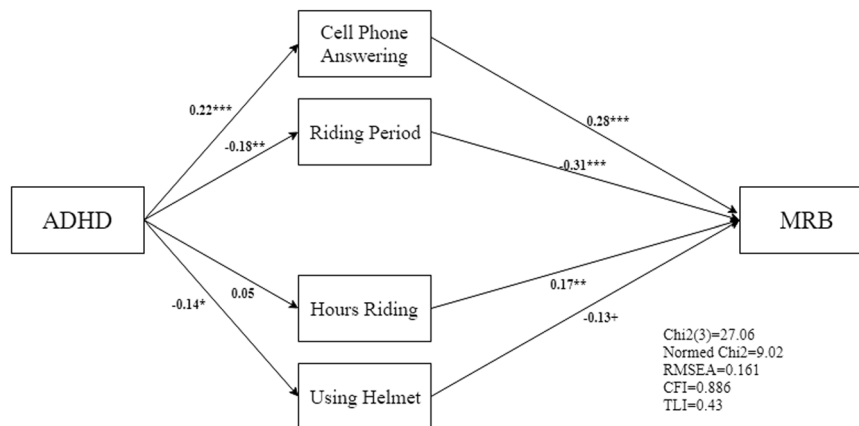 Cell Phone
Answering
0.22***
0.28***
Riding Period
-0.18**
-0.31***
ADHD
MRB
0.05
-0.14*
Hours Riding
0.17**
-0.13+
Using Helmet
Chi2(3)=27.06
Normed Chi2=9.02
RMSEA=0.161
CFI=0.886
TLI=0.43